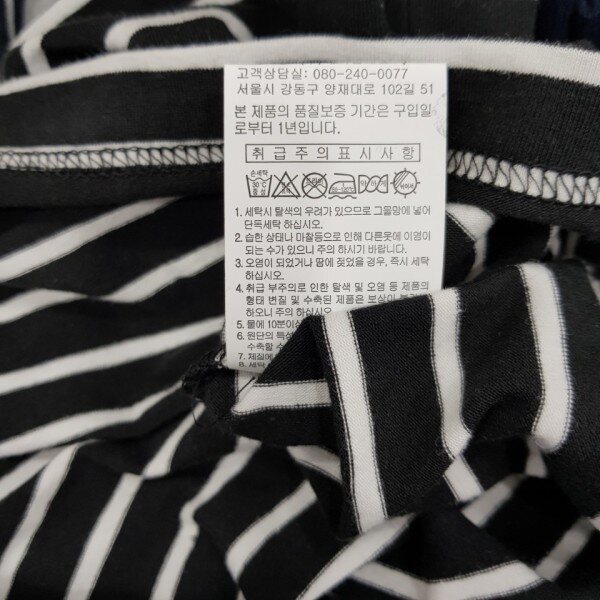 고객상담실: 080-240-0077
서울시 강동구 양재대로 102길 51
본 제품의 품질보증 기간은 구입일
로부터 1년입니다.
취급주의표시사항
손세탁
30℃
중성
1. 세탁시 탈색의 우려가 있으므로 그물망에 넣어
단독세탁 하십시오.
2. 습한 상태나 마찰등으로 인해 다른옷에 이염이
되는 수가 있으니 주의 하시기 바랍니다.
3. 오염이 되었거나 땀에 젖었을 경우, 즉시 세탁
하십시오.
4. 취급 부주의로 인한 탈색 및 오염 등 제품의
형태 변질 및 수축된 제품은 보상이
하오니 주의 하십시오
5. 물에 10분이상
6. 원단의 특성
수축할 수
7. 제질에
8. 세탁